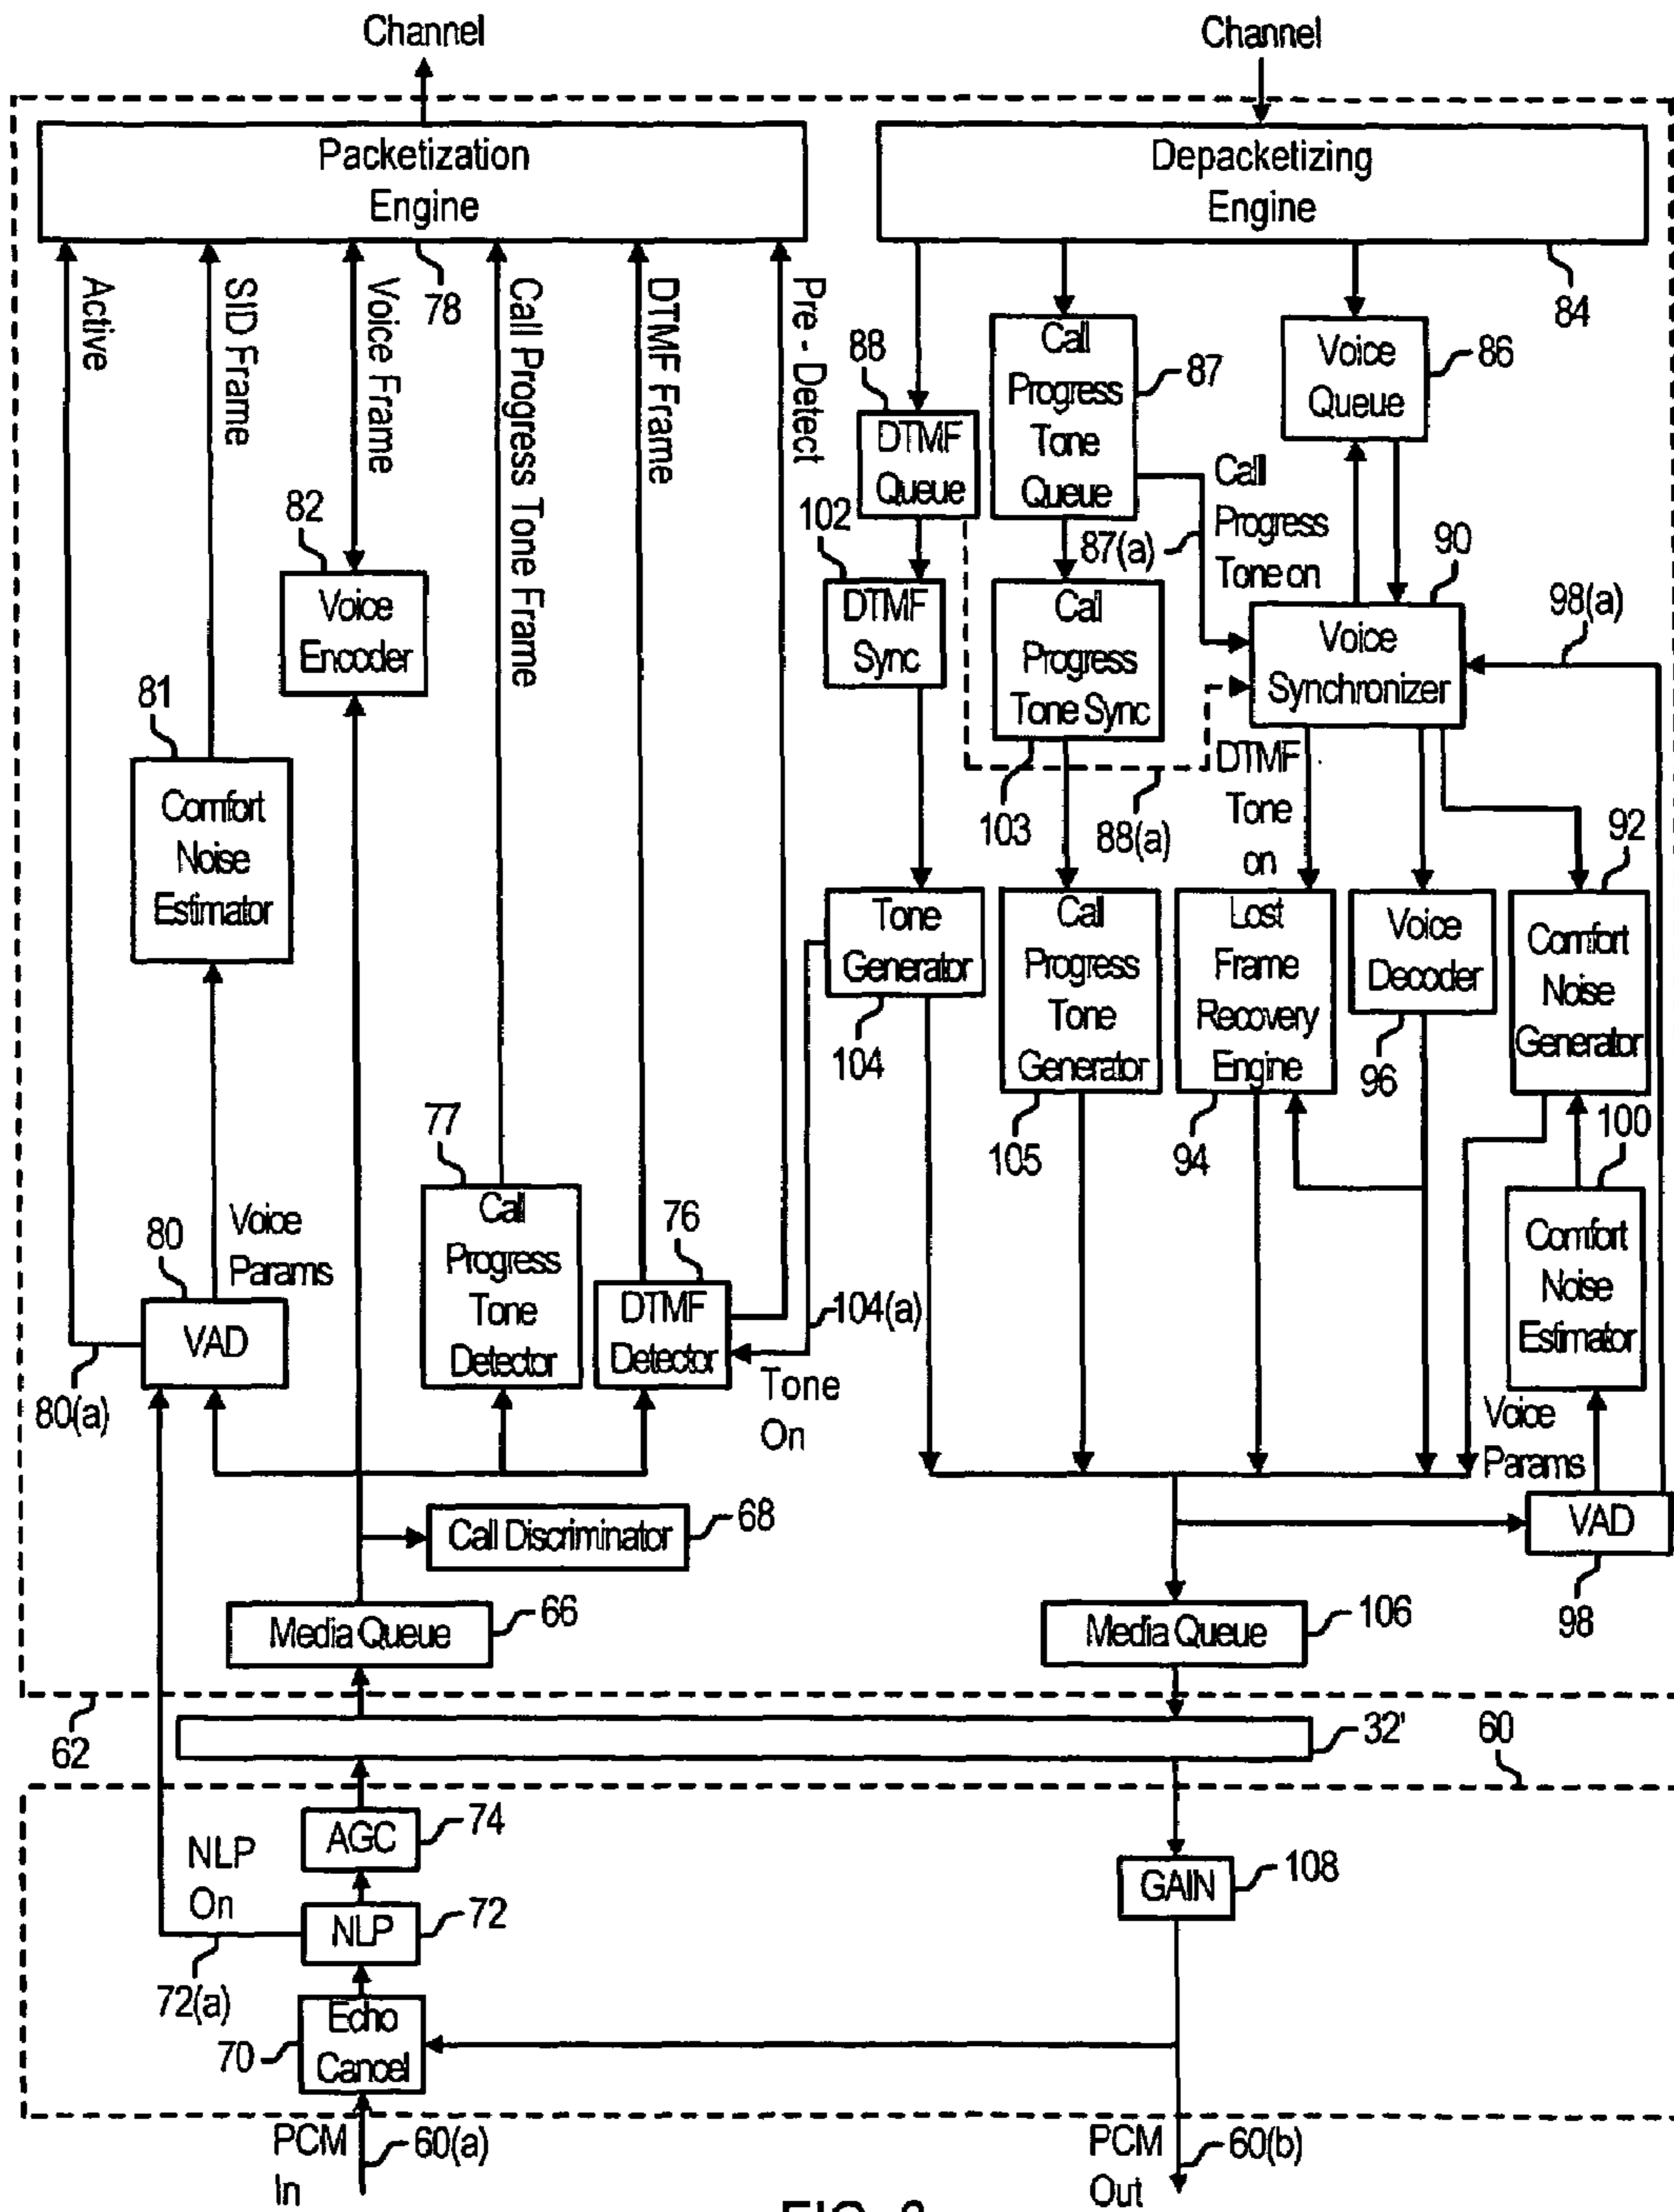 Channel
Channel
Packetization
Engine
Depacketizing
Engine
Active
SID Frame
Voice Frame
78
Call Progress Tone Frame
DTMF Frame
Pre - Detect
84
88
DTMF
Queue
Call
Progress
Tone
Queue
87
Voice
Queue
86
82
Voice
Encoder
102
DTMF
Sync
87(a)
Call
Progress
Tone on
90
98(a)
Call
Progress
Tone Sync
Voice
Synchronizer
81
Comfort
Noise
Estimator
103
88(a)
DTMF
Tone
on
92
Tone
Generator
104
Call
Progress
Tone
Generator
105
Lost
Frame
Recovery
Engine
94
Voice
Decoder
96
Comfort
Noise
Generator
100
77
Call
Progress
Tone
Detector
76
DTMF
Detector
104(a)
Tone
On
80
Voice
Params
VAD
80(a)
Comfort
Noise
Estimator
Voice
Params
Call Discriminator
68
VAD
98
Media Queue
66
Media Queue
106
62
32'
60
AGC
74
NLP
On
NLP
72
72(a)
GAIN
108
Echo
Cancel
70
PCM
In
60(a)
PCM
Out
60(b)